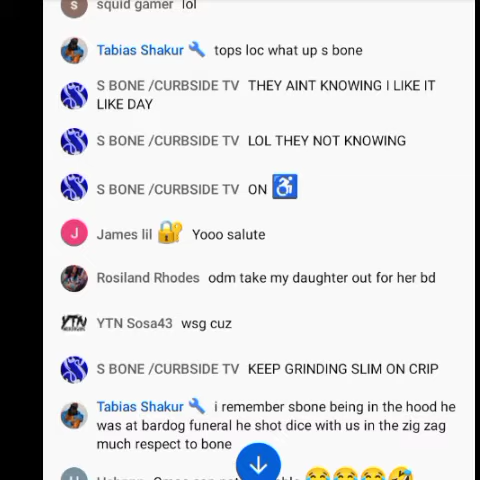 squid gamer lol
Tabias Shakur 🔧 tops loc what up s bone
S BONE /CURBSIDE TV THEY AINT KNOWING I LIKE IT
LIKE DAY
S BONE /CURBSIDE TV LOL THEY NOT KNOWING
S BONE /CURBSIDE TV ON ♿
James lil 🔐 Yooo salute
Rosiland Rhodes odm take my daughter out for her bd
YTN Sosa43 wsg cuz
S BONE /CURBSIDE TV KEEP GRINDING SLIM ON CRIP
Tabias Shakur 🔧 i remember sbone being in the hood he
was at bardog funeral he shot dice with us in the zig zag
much respect to bone